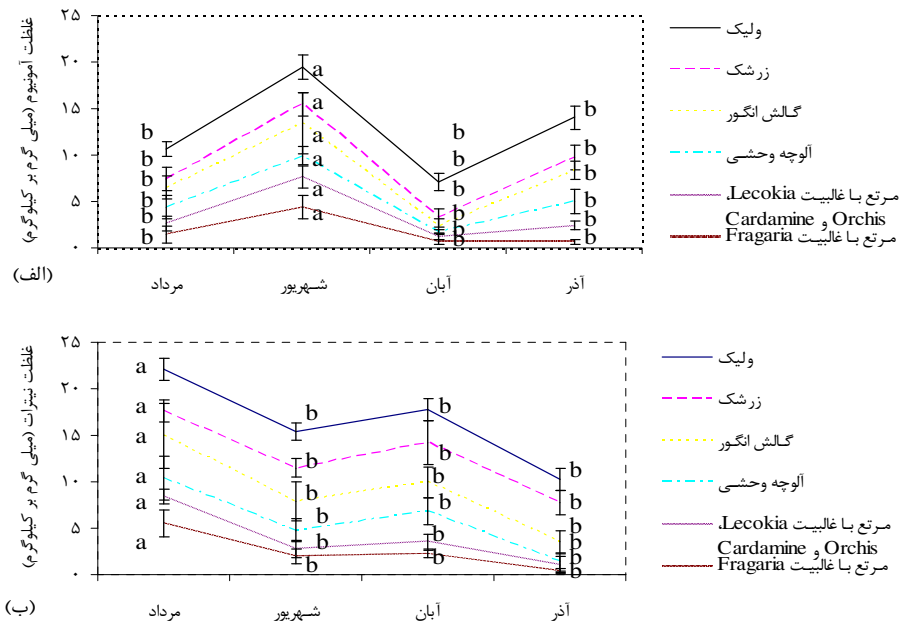 غلظت آمونیوم (میلی گرم بر کیلوگرم)
۲۵
۲۰
۱۵
۱۰
۵
۰
b a b b
b a b b
b a b b
b a b b
b a b b
b a b b
مرداد شهریور آبان آذر
(الف)
ولیک
زرشک
گالش انگور
آلوچه وحشی
مرتع با غالبیت Lecokia،
Cardamine و Orchis
مرتع با غالبیت Fragaria
غلظت نیترات (میلی گرم بر کیلوگرم)
۲۵
۲۰
۱۵
۱۰
۵
۰
a b b b
a b b b
a b b b
a b b b
a b b b
a b b b
مرداد شهریور آبان آذر
(ب)
ولیک
زرشک
گالش انگور
آلوچه وحشی
مرتع با غالبیت Lecokia،
Cardamine و Orchis
مرتع با غالبیت Fragaria